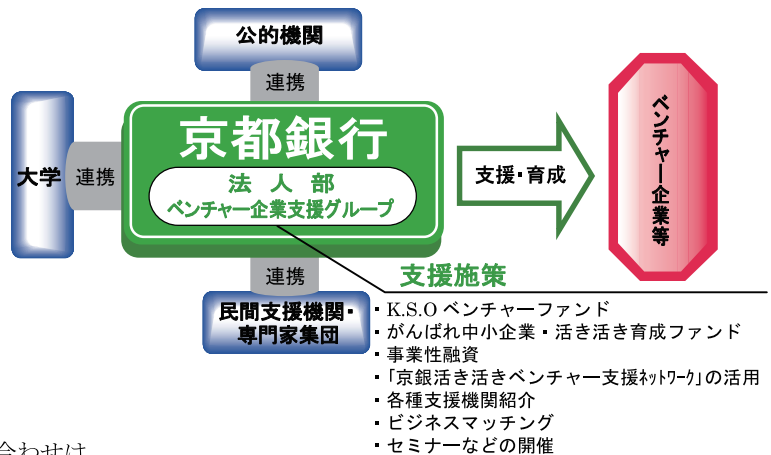 公的機関
連携
京都銀行
法人部
ベンチャー企業支援グループ
大学
連携
支援・育成
ベンチャー企業等
連携
民間支援機関・
専門家集団
支援施策
・K.S.O ベンチャーファンド
・がんばれ中小企業・活き活き育成ファンド
・事業性融資
・「京銀活き活きベンチャー支援ﾈｯﾄﾜｰｸ」の活用
・各種支援機関紹介
・ビジネスマッチング
・セミナーなどの開催
合わせは